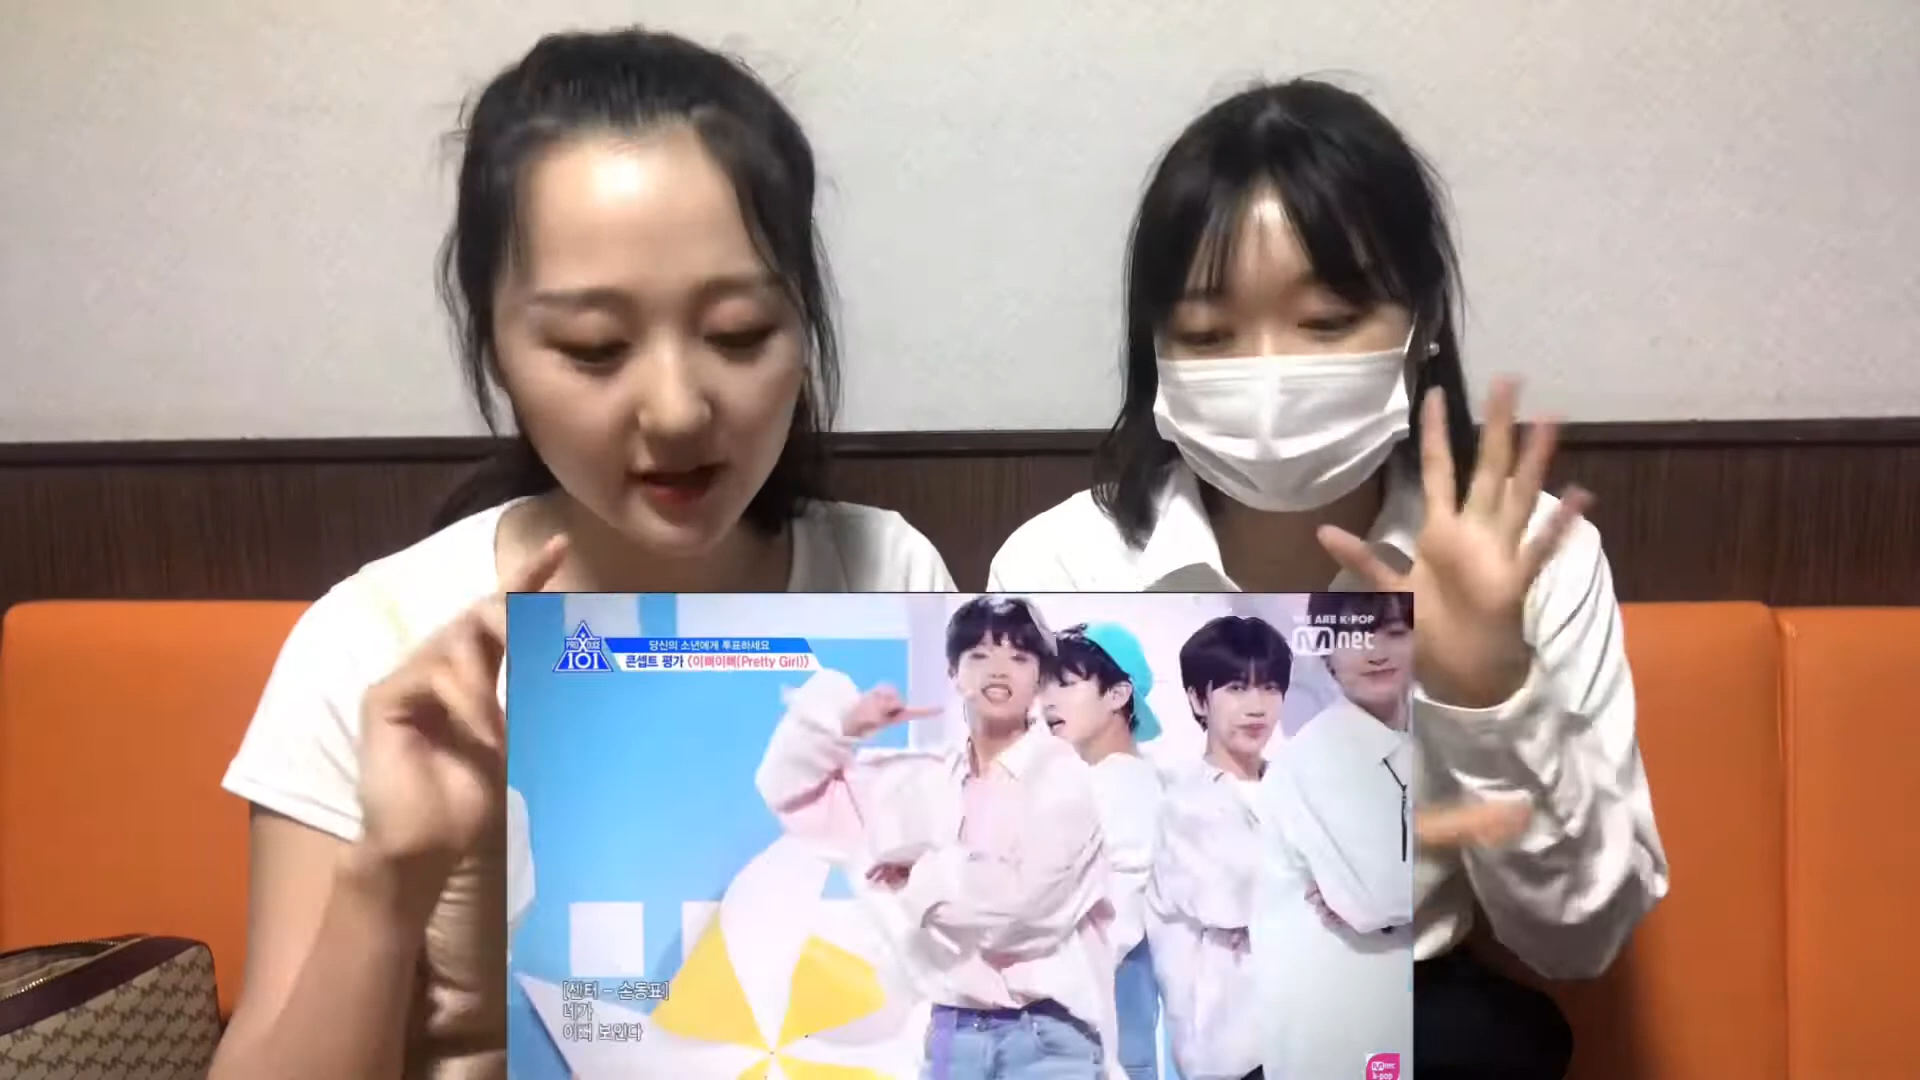 PRODUCE
X
101
당신의 소년에게 투표하세요
콘셉트 평가 〈이뻐이뻐(Pretty Girl)〉
WE ARE K-POP
Mnet
[센터 - 손동표]
네가
이뻐 보인다
Mnet
k-pop